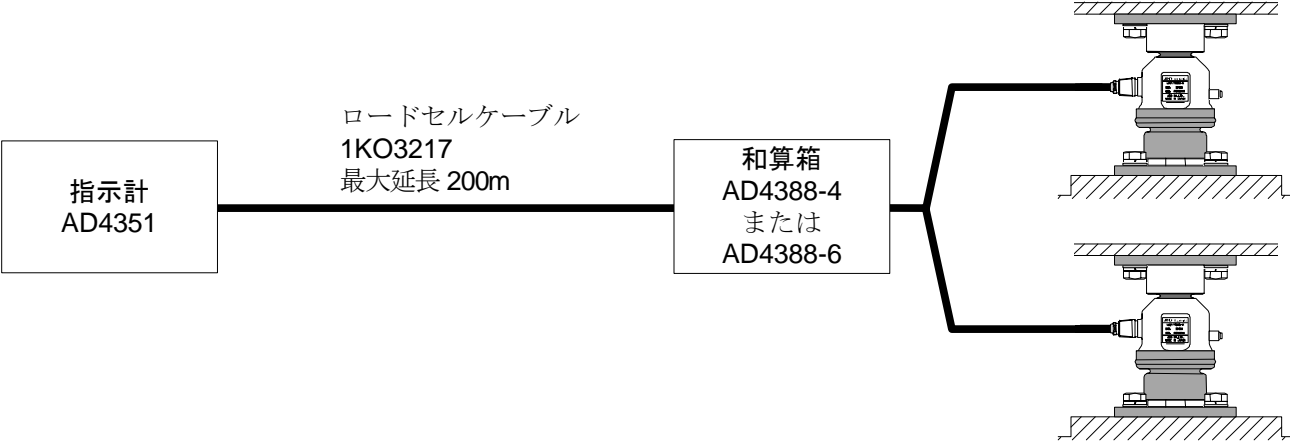 ロードセルケーブル
1KO3217
最大延長 200m
指示計
AD4351
和算箱
AD4388-4
または
AD4388-6